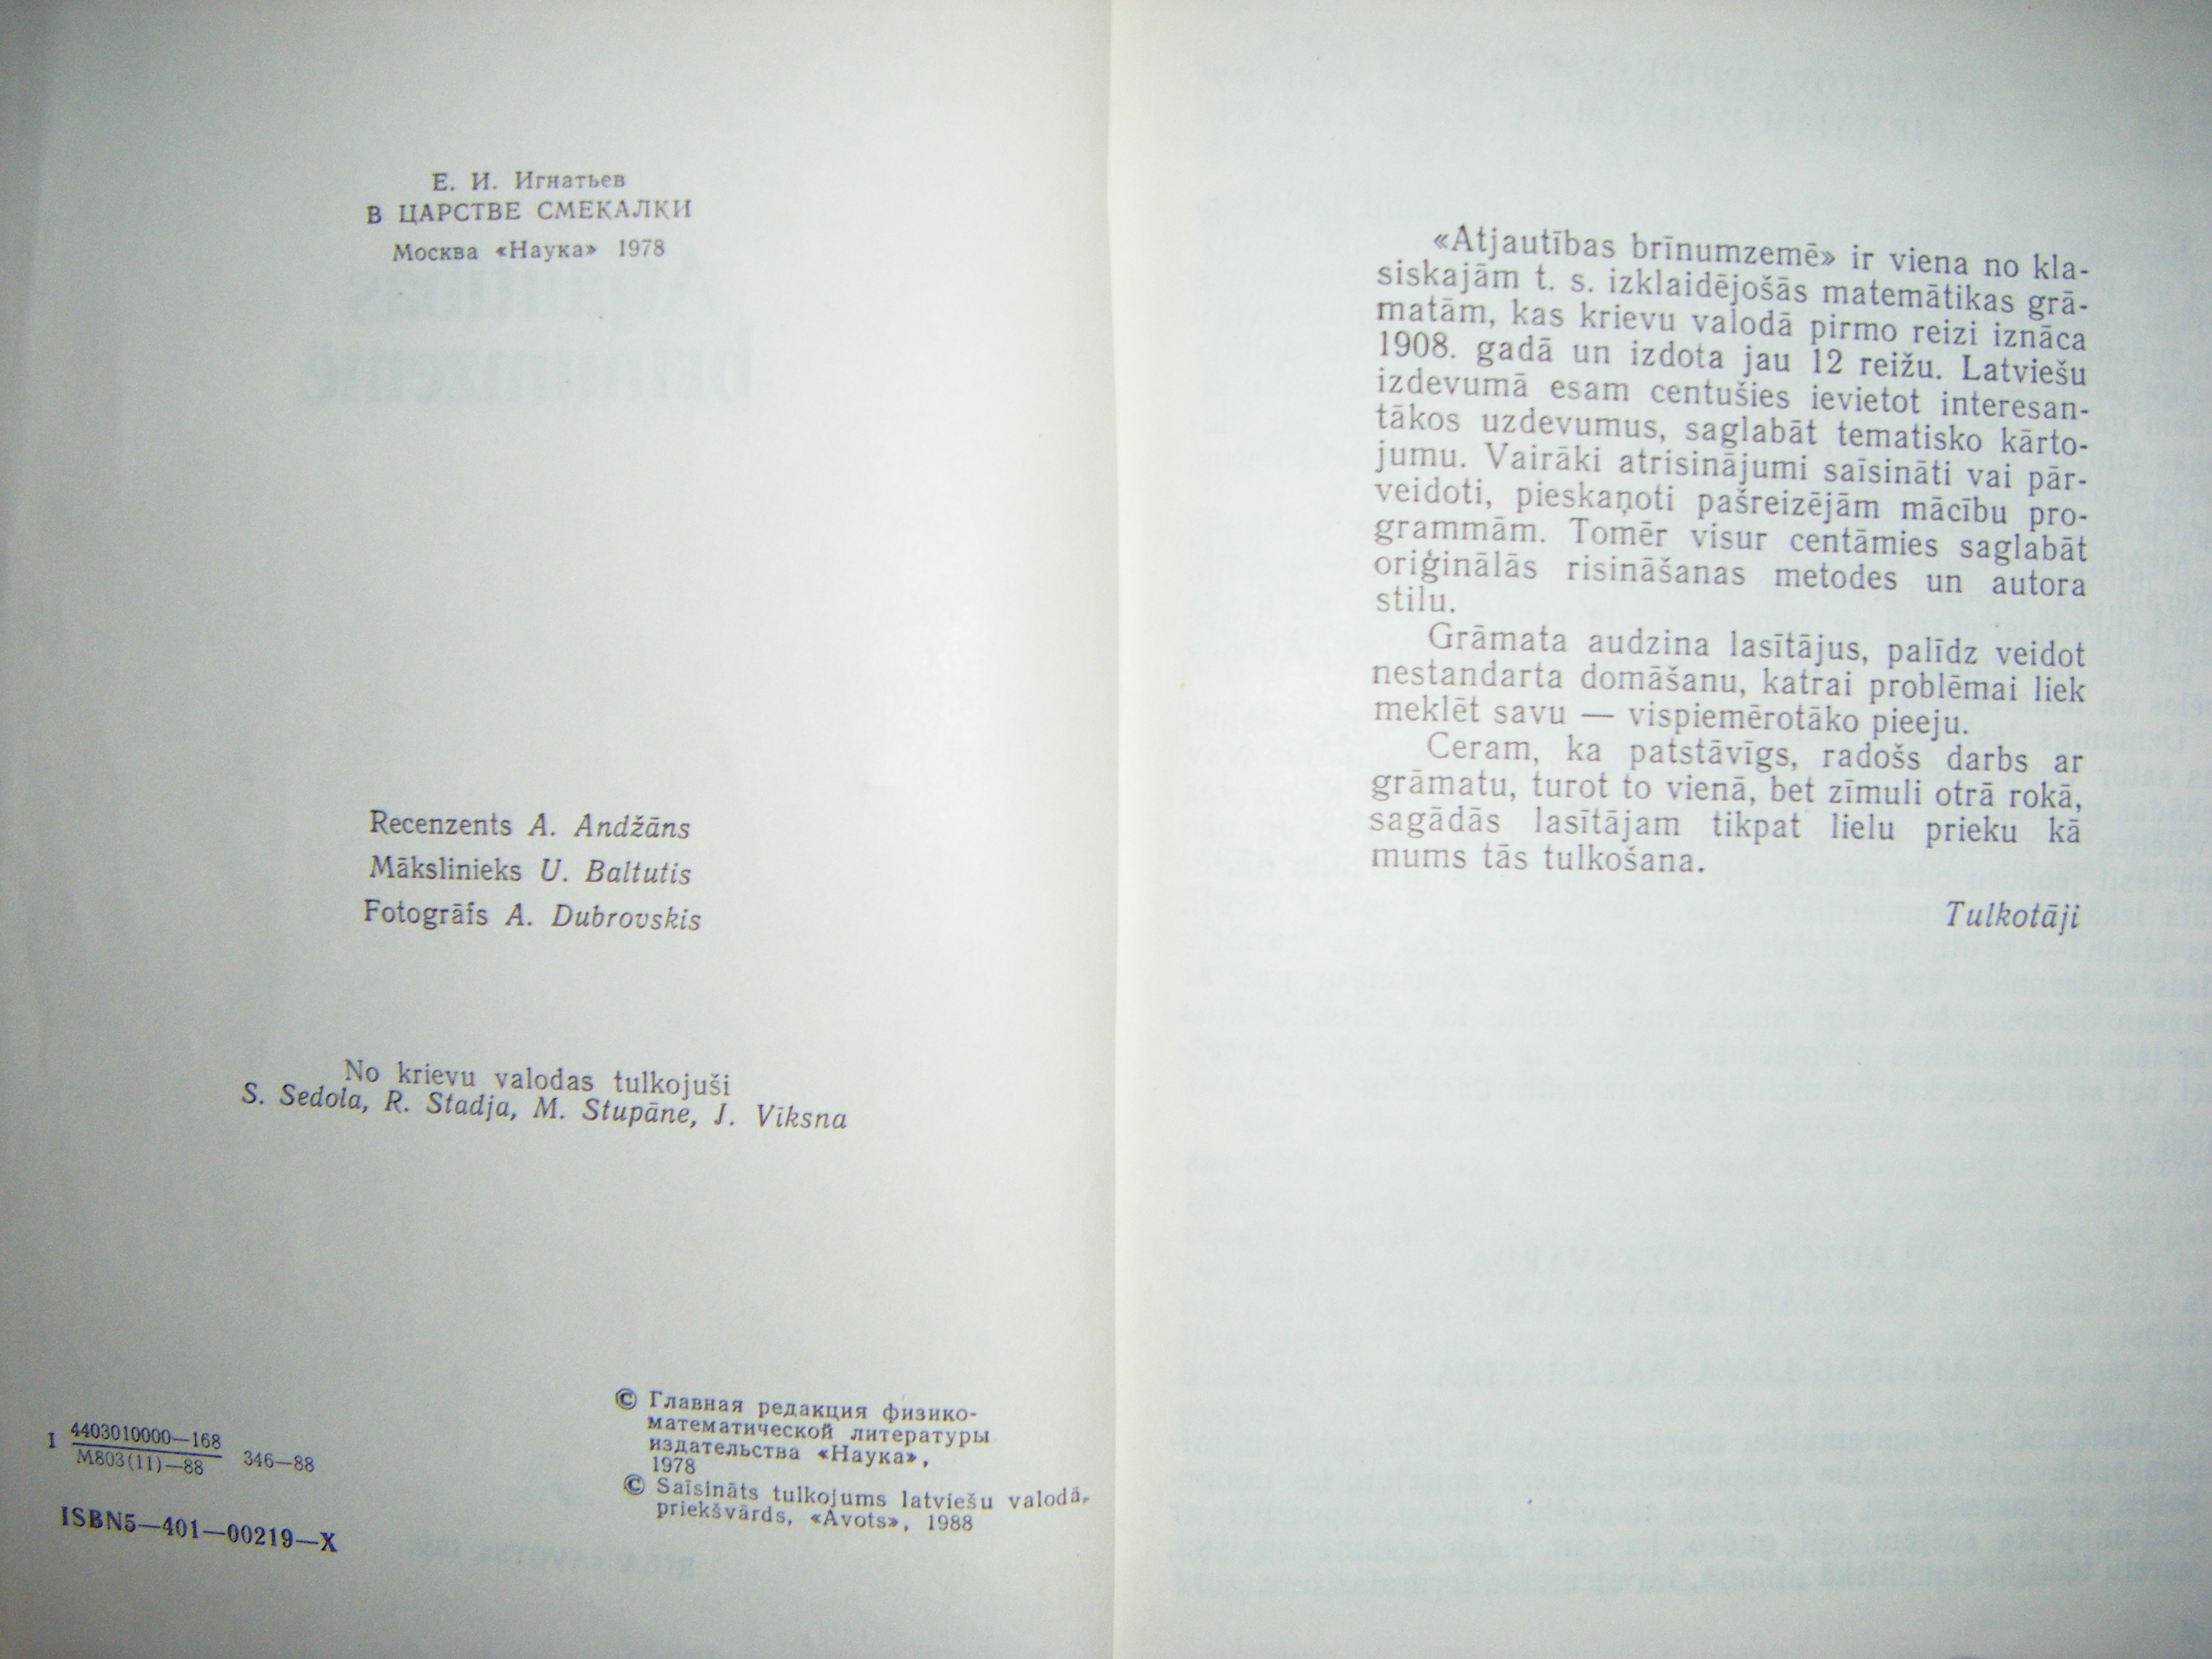 Е. И. Игнатьев
В ЦАРСТВЕ СМЕКАЛКИ
Москва «Наука» 1978
Recenzents A. Andžāns
Mākslinieks U. Baltutis
Fotogrāfs A. Dubrovskis
No krievu valodas tulkojuši
S. Sedola, R. Stadja, M. Stupāne, J. Vīksna
I 4403010000—168
M803(11)—88 346—88
ISBN5—401—00219—X
© Главная редакция физико-
математической литературы
издательства «Наука»,
1978
© Saīsināts tulkojums latviešu valodā,
priekšvārds, «Avots», 1988
«Atjautības brīnumzemē» ir viena no kla-
siskajām t. s. izklaidējošās matemātikas grā-
matām, kas krievu valodā pirmo reizi iznāca
1908. gadā un izdota jau 12 reižu. Latviešu
izdevumā esam centušies ievietot interesan-
tākos uzdevumus, saglabāt tematisko kārto-
jumu. Vairāki atrisinājumi saīsināti vai pār-
veidoti, pieskaņoti pašreizējām mācību pro-
grammām. Tomēr visur centāmies saglabāt
oriģinālās risināšanas metodes un autora
stilu.
Grāmata audzina lasītājus, palīdz veidot
nestandarta domāšanu, katrai problēmai liek
meklēt savu — vispiemērotāko pieeju.
Ceram, ka patstāvīgs, radošs darbs ar
grāmatu, turot to vienā, bet zīmuli otrā rokā,
sagādās lasītājam tikpat lielu prieku kā
mums tās tulkošana.
Tulkotāji